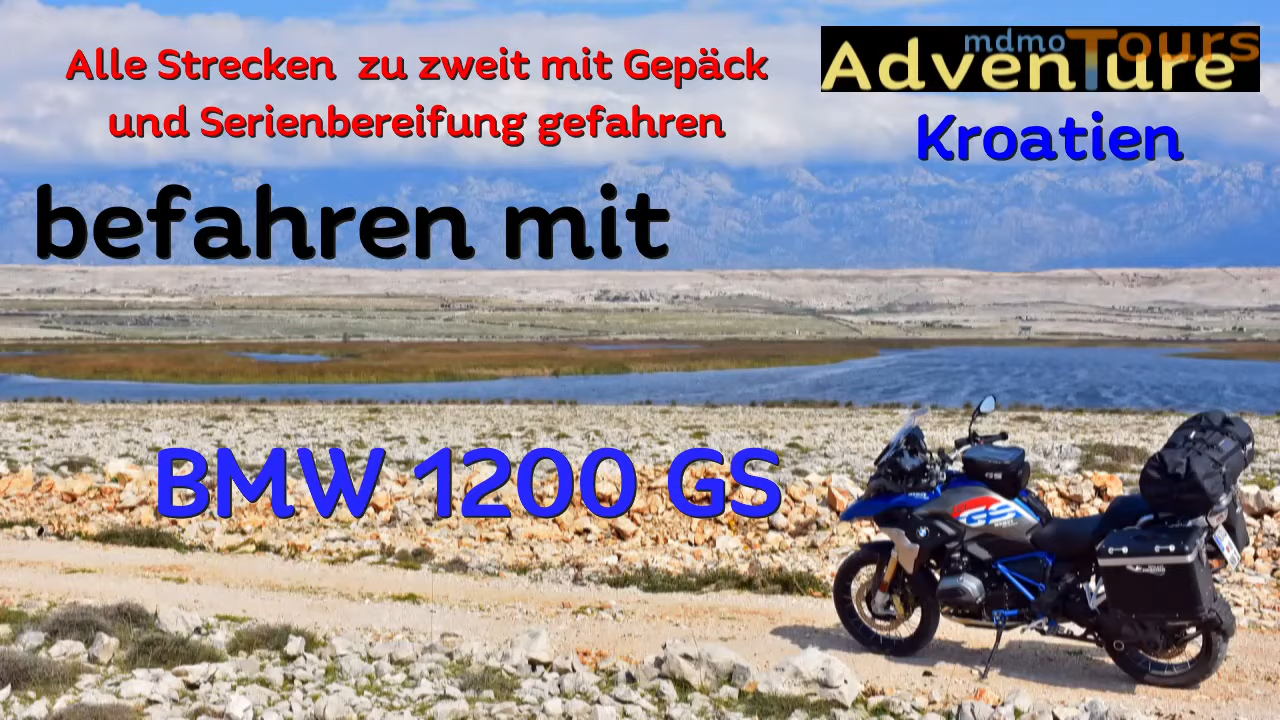 Alle Strecken zu zweit mit Gepäck
und Serienbereifung gefahren
mdmo Tours
AdvenTure
Kroatien
befahren mit
BMW 1200 GS
GS
GS